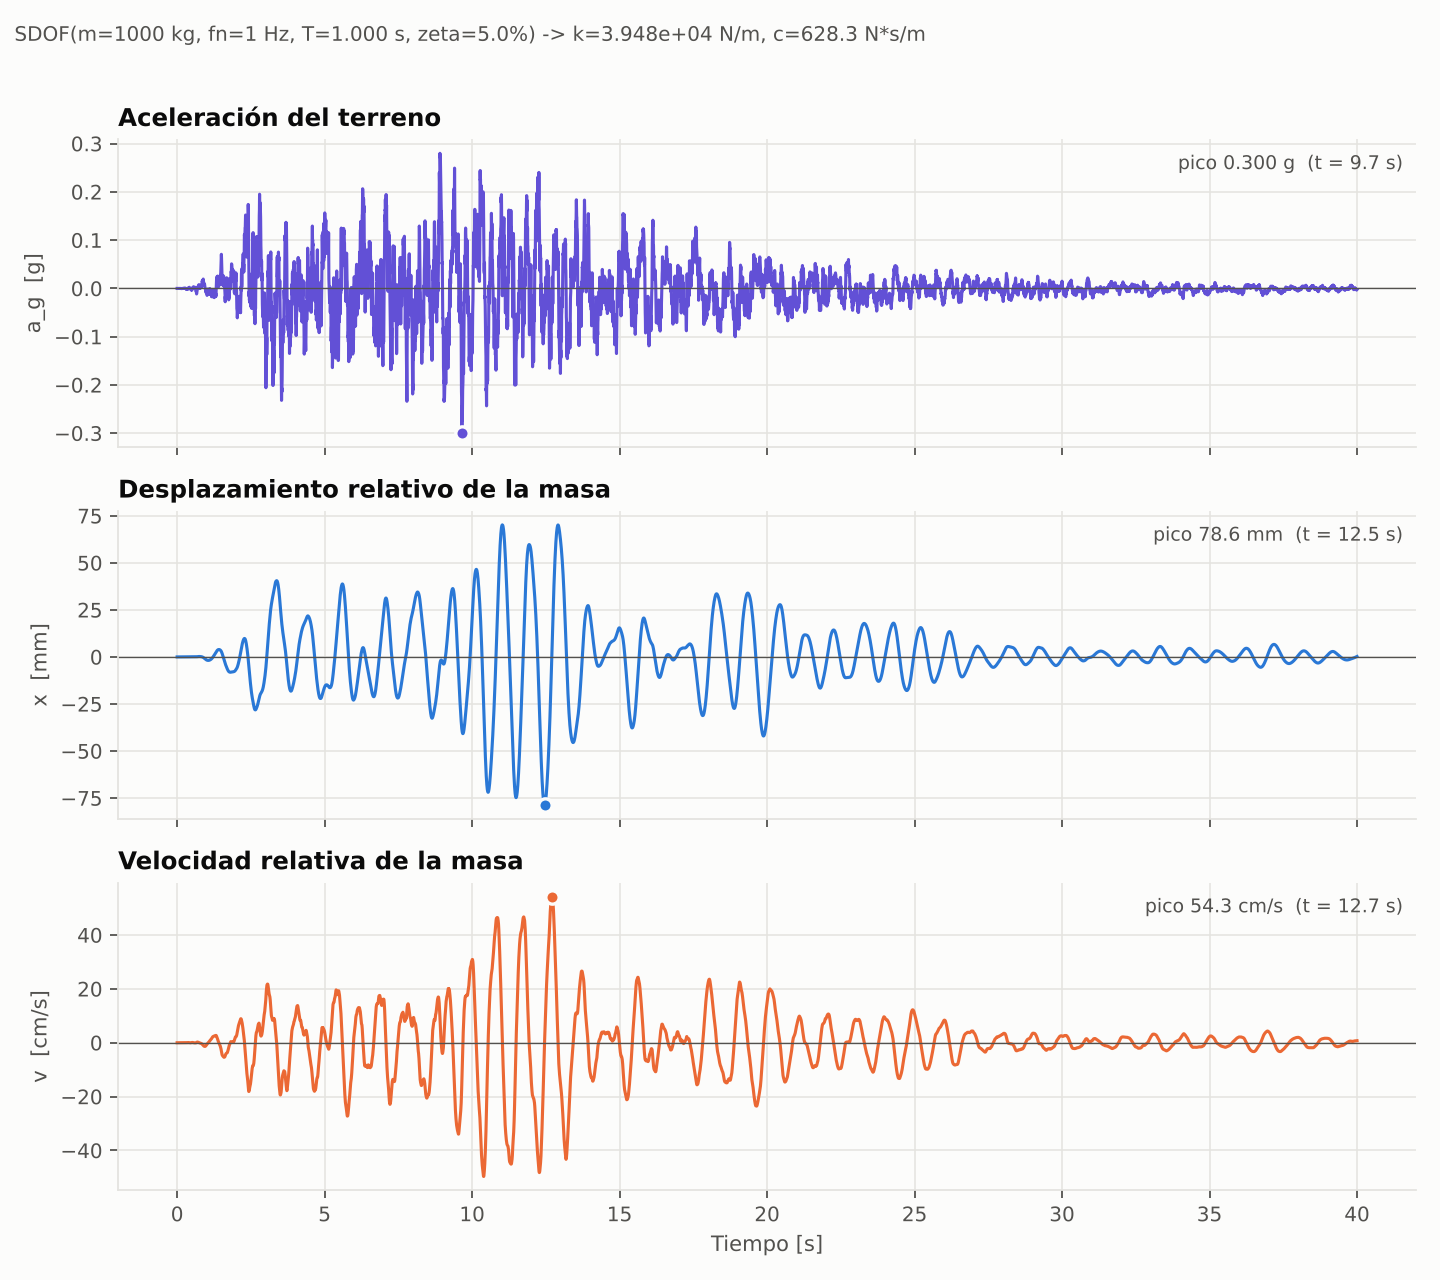 SDOF(m=1000 kg, fn=1 Hz, T=1.000 s, zeta=5.0%) -> k=3.948e+04 N/m, c=628.3 N*s/m
Aceleración del terreno
pico 0.300 g  (t = 9.7 s)
a_g  [g]
0.3
0.2
0.1
0.0
−0.1
−0.2
−0.3
Desplazamiento relativo de la masa
pico 78.6 mm  (t = 12.5 s)
x  [mm]
75
50
25
0
−25
−50
−75
Velocidad relativa de la masa
pico 54.3 cm/s  (t = 12.7 s)
v  [cm/s]
40
20
0
−20
−40
0 5 10 15 20 25 30 35 40
Tiempo [s]